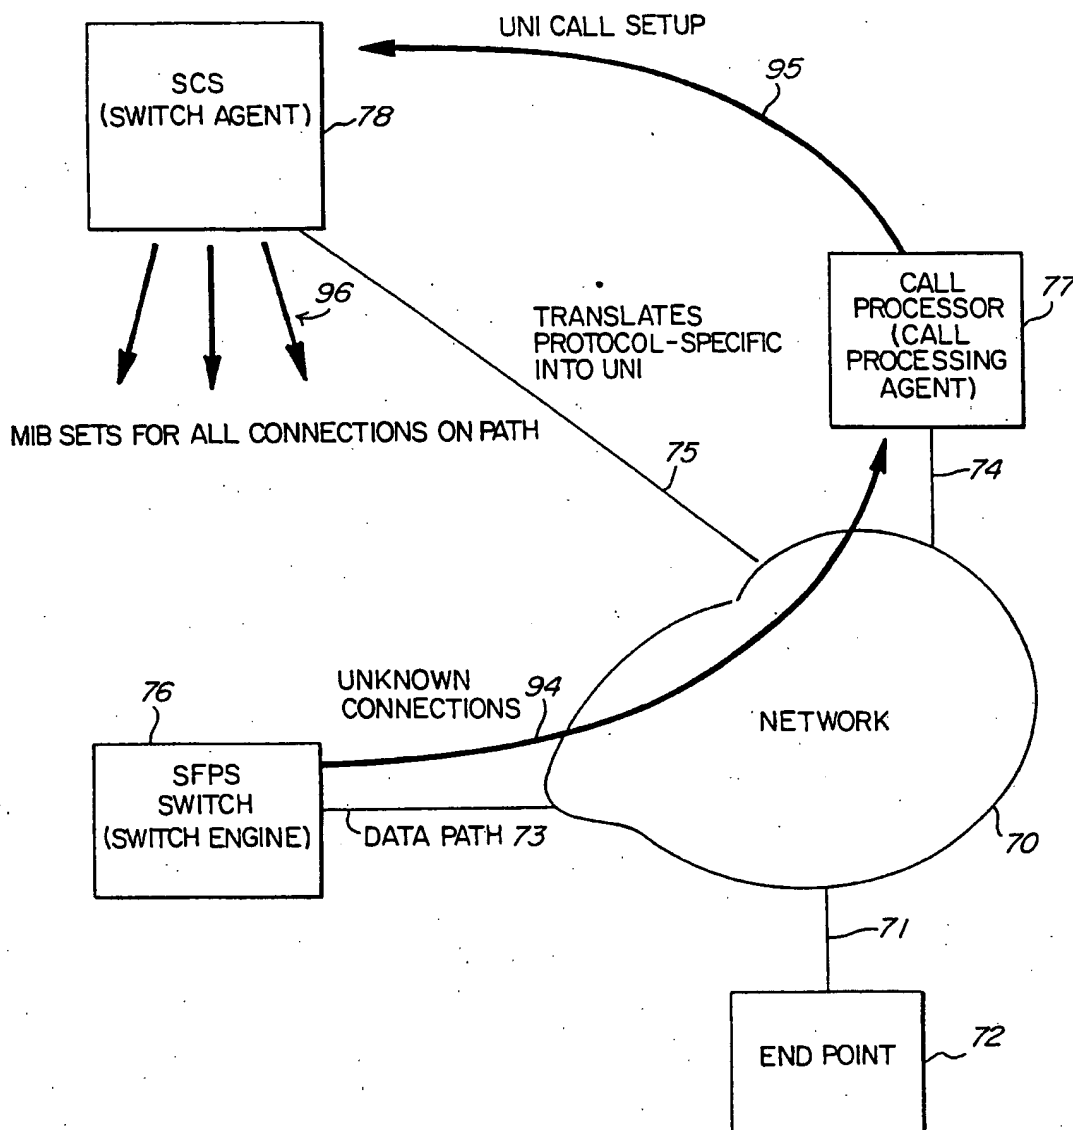 UNI CALL SETUP
95
SCS
(SWITCH AGENT)
78
96
MIB SETS FOR ALL CONNECTIONS ON PATH
TRANSLATES
PROTOCOL-SPECIFIC
INTO UNI
CALL
PROCESSOR
(CALL
PROCESSING
AGENT)
77
75
74
UNKNOWN
CONNECTIONS
94
76
SFPS
SWITCH
(SWITCH ENGINE)
DATA PATH 73
NETWORK
70
71
END POINT
72